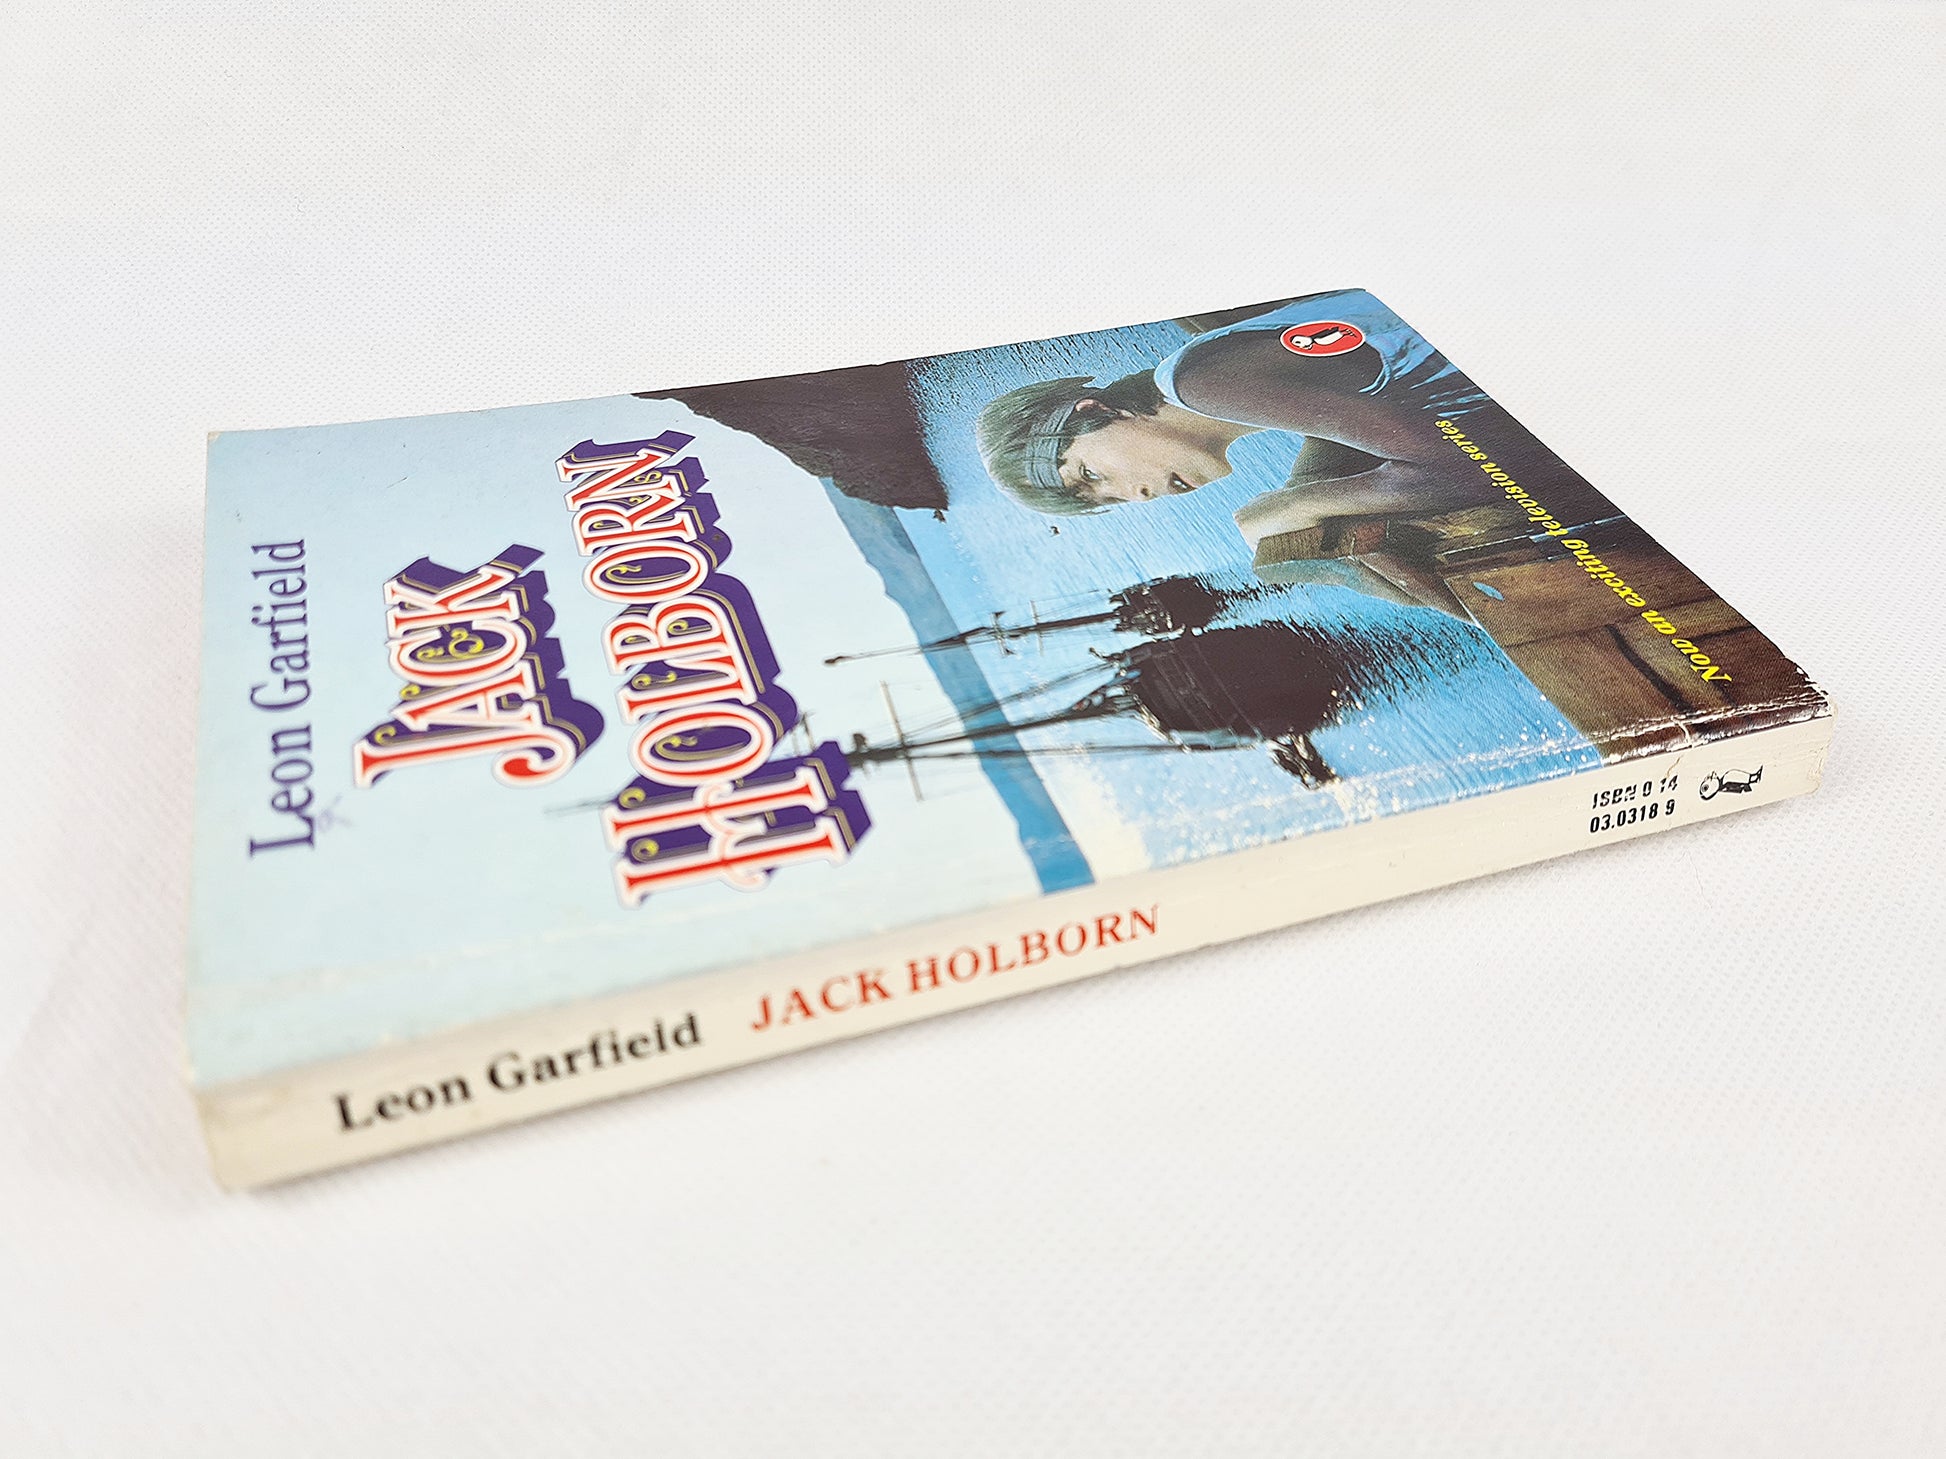 Leon Garfield
JACK
HOLBORN
Now an exciting television series
Leon Garfield JACK HOLBORN
ISBN 0 14
03.0318 9